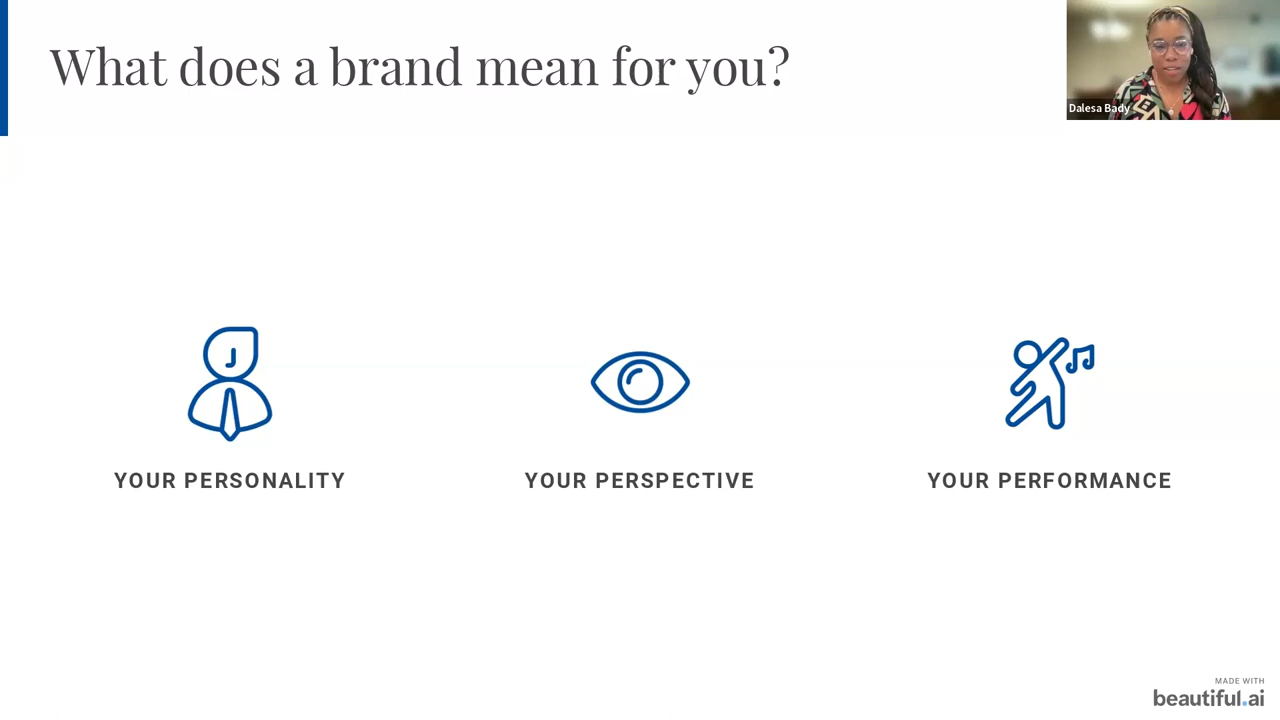 What does a brand mean for you?
Dalesa Bady
J
YOUR PERSONALITY
YOUR PERSPECTIVE
YOUR PERFORMANCE
MADE WITH
beautiful.ai